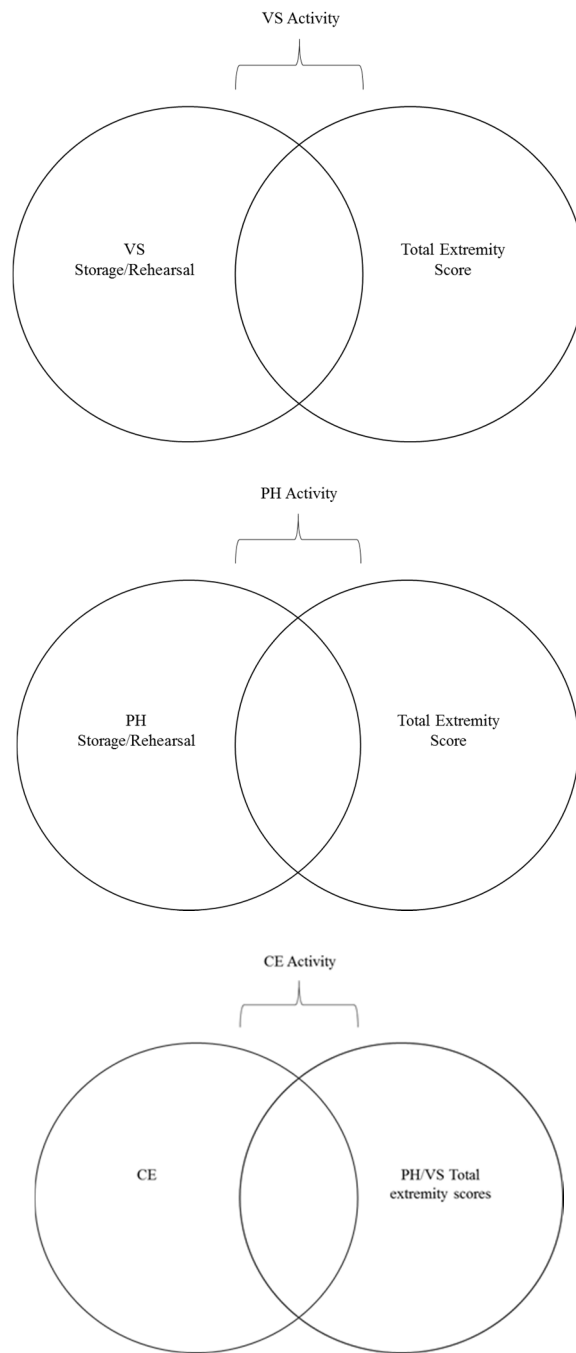 VS Activity
VS
Storage/Rehearsal
Total Extremity
Score
PH Activity
PH
Storage/Rehearsal
Total Extremity
Score
CE Activity
CE
PH/VS Total
extremity scores